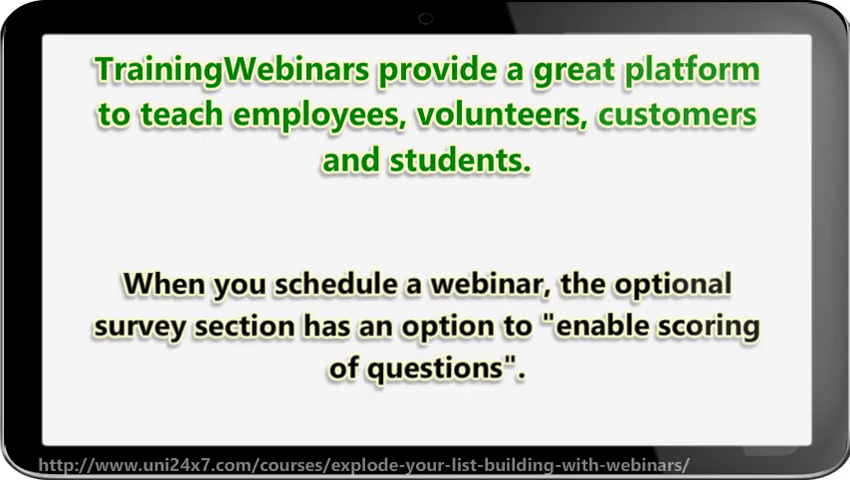 TrainingWebinars provide a great platform
to teach employees, volunteers, customers
and students.
When you schedule a webinar, the optional
survey section has an option to "enable scoring
of questions".
http://www.uni24x7.com/courses/explode-your-list-building-with-webinars/